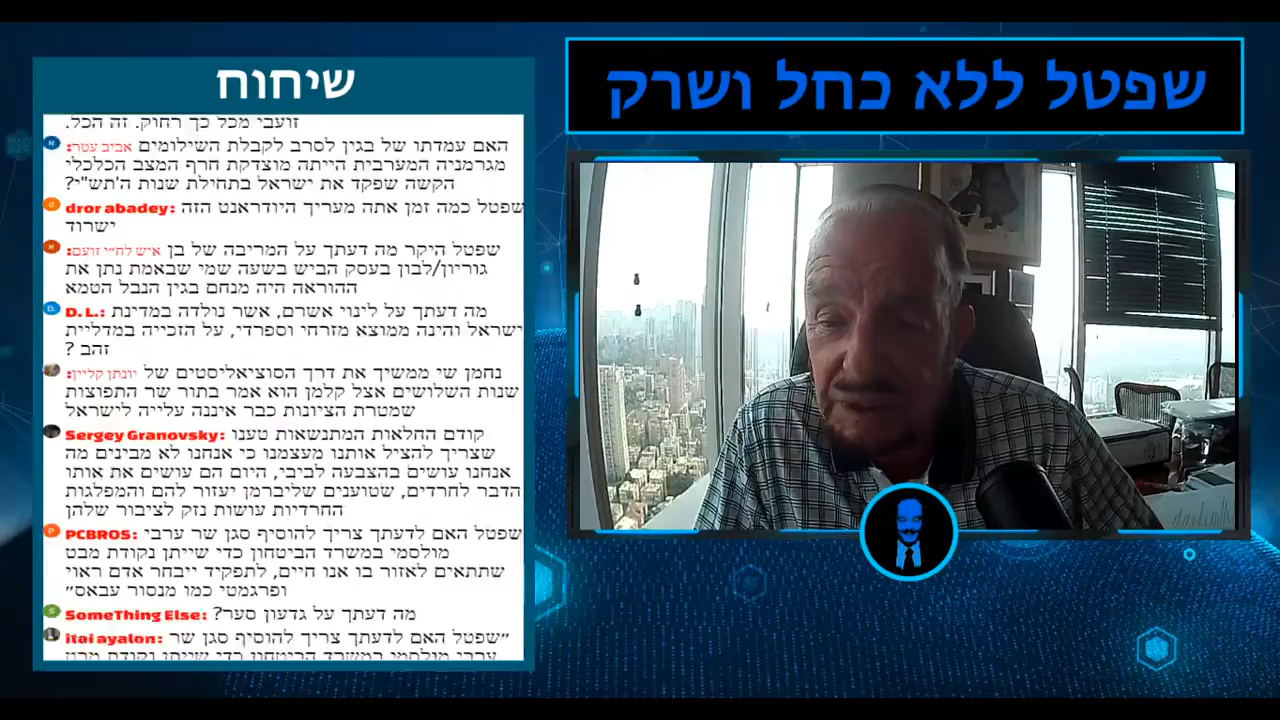 שפטל ללא כחל ושרק
שיחוח
זועבי מכל כך רחוק. זה הכל.
אביב עטר: האם עמדתו של בגין לסרב לקבלת השילומים
מגרמניה המערבית הייתה מוצדקת חרף המצב הכלכלי
הקשה שפקד את ישראל בתחילת שנות ה'תש"י?
dror abadey: שפטל כמה זמן אתה מעריך היודראנט הזה
ישרוד
איש לח״י זועם: שפטל היקר מה דעתך על המריבה של בן
גוריון/לבון בעסק הביש בשעה שמי שבאמת נתן את
ההוראה היה מנחם בגין הנבל הטמא
D. L.: מה דעתך על לינוי אשרם, אשר נולדה במדינת
ישראל והינה ממוצא מזרחי וספרדי, על הזכייה במדליית
זהב ?
יונתן קליין: נחמן שי ממשיך את דרך הסוציאליסטים של
שנות השלושים אצל קלמן הוא אמר בתור שר התפוצות
שמטרת הציונות כבר איננה עלייה לישראל
Sergey Granovsky: קודם החלאות המתנשאות טענו
שצריך להציל אותנו מעצמנו כי אנחנו לא מבינים מה
אנחנו עושים בהצבעה לביבי, היום הם עושים את אותו
הדבר לחרדים, שטוענים שליברמן יעזור להם והמפלגות
החרדיות עושות נזק לציבור שלהן
PCBROS: שפטל האם לדעתך צריך להוסיף סגן שר ערבי
מולסמי במשרד הביטחון כדי שייתן נקודת מבט
שתתאים לאזור בו אנו חיים, לתפקיד ייבחר אדם ראוי
ופרגמטי כמו מנסור עבאס״
SomeThing Else: מה דעתך על גדעון סער?
itai ayalon: ״שפטל האם לדעתך צריך להוסיף סגן שר
ערבי מולסמי במשרד הביטחון כדי שייתן נקודת מבט